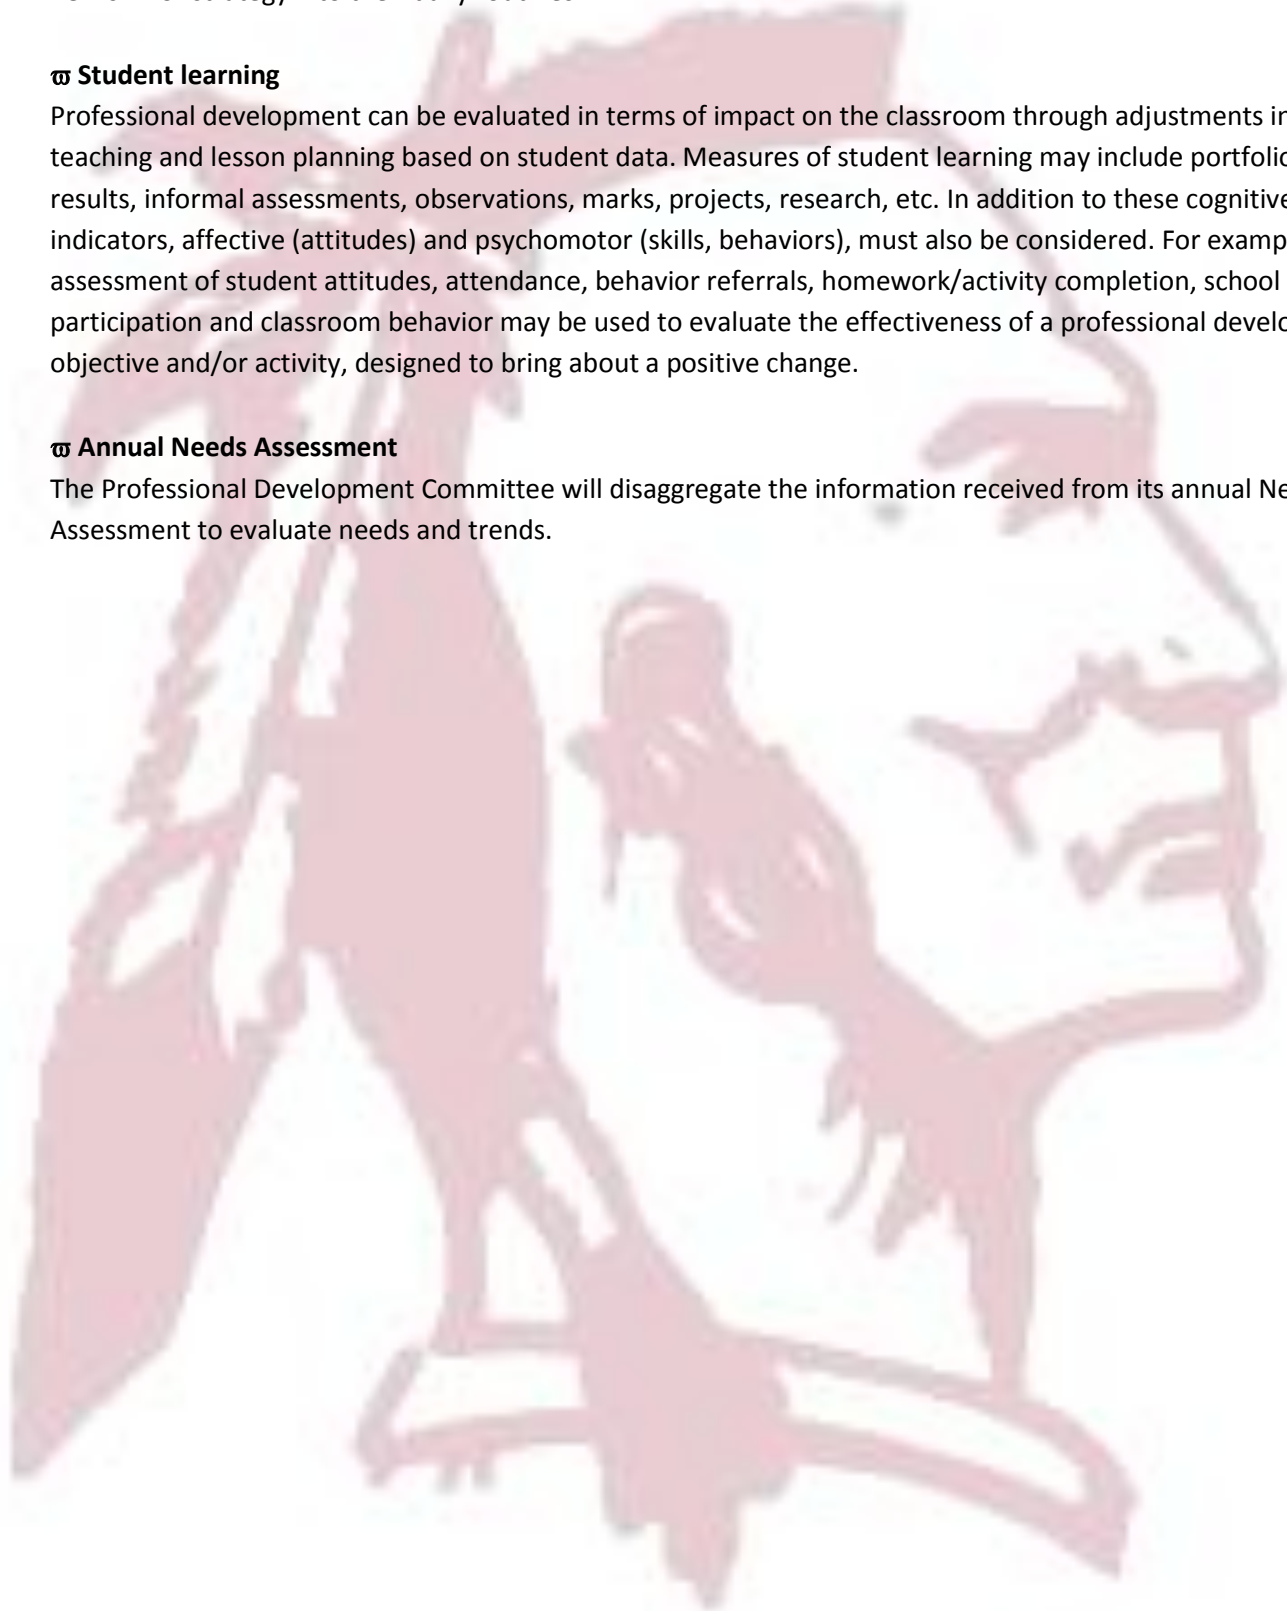 ϖ Student learning
Professional development can be evaluated in terms of impact on the classroom through adjustments in
teaching and lesson planning based on student data. Measures of student learning may include
results, informal assessments, observations, marks, projects, research, etc. In addition to these cognitive
indicators, affective (attitudes) and psychomotor (skills, behaviors), must also be considered. For
assessment of student attitudes, attendance, behavior referrals, homework/activity completion, school
participation and classroom behavior may be used to evaluate the effectiveness of a professional
objective and/or activity, designed to bring about a positive change.
ϖ Annual Needs Assessment
The Professional Development Committee will disaggregate the information received from its annual
Assessment to evaluate needs and trends.